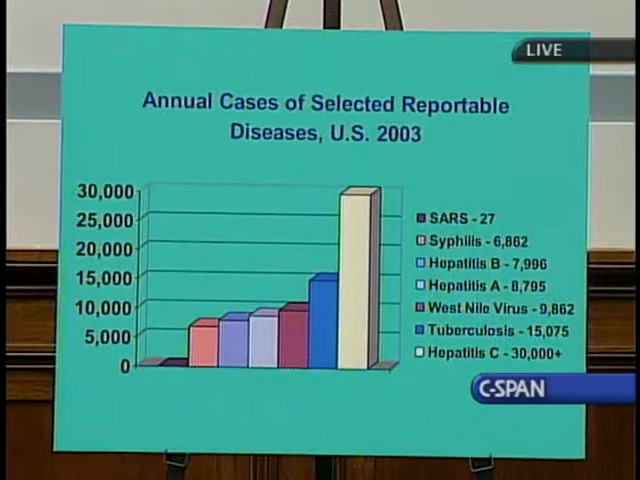 LIVE
Annual Cases of Selected Reportable
Diseases, U.S. 2003
30,000
25,000
20,000
15,000
10,000
5,000
0
SARS - 27
Syphilis - 6,862
Hepatitis B - 7,996
Hepatitis A - 8,795
West Nile Virus - 9,862
Tuberculosis - 15,075
Hepatitis C - 30,000+
C-SPAN